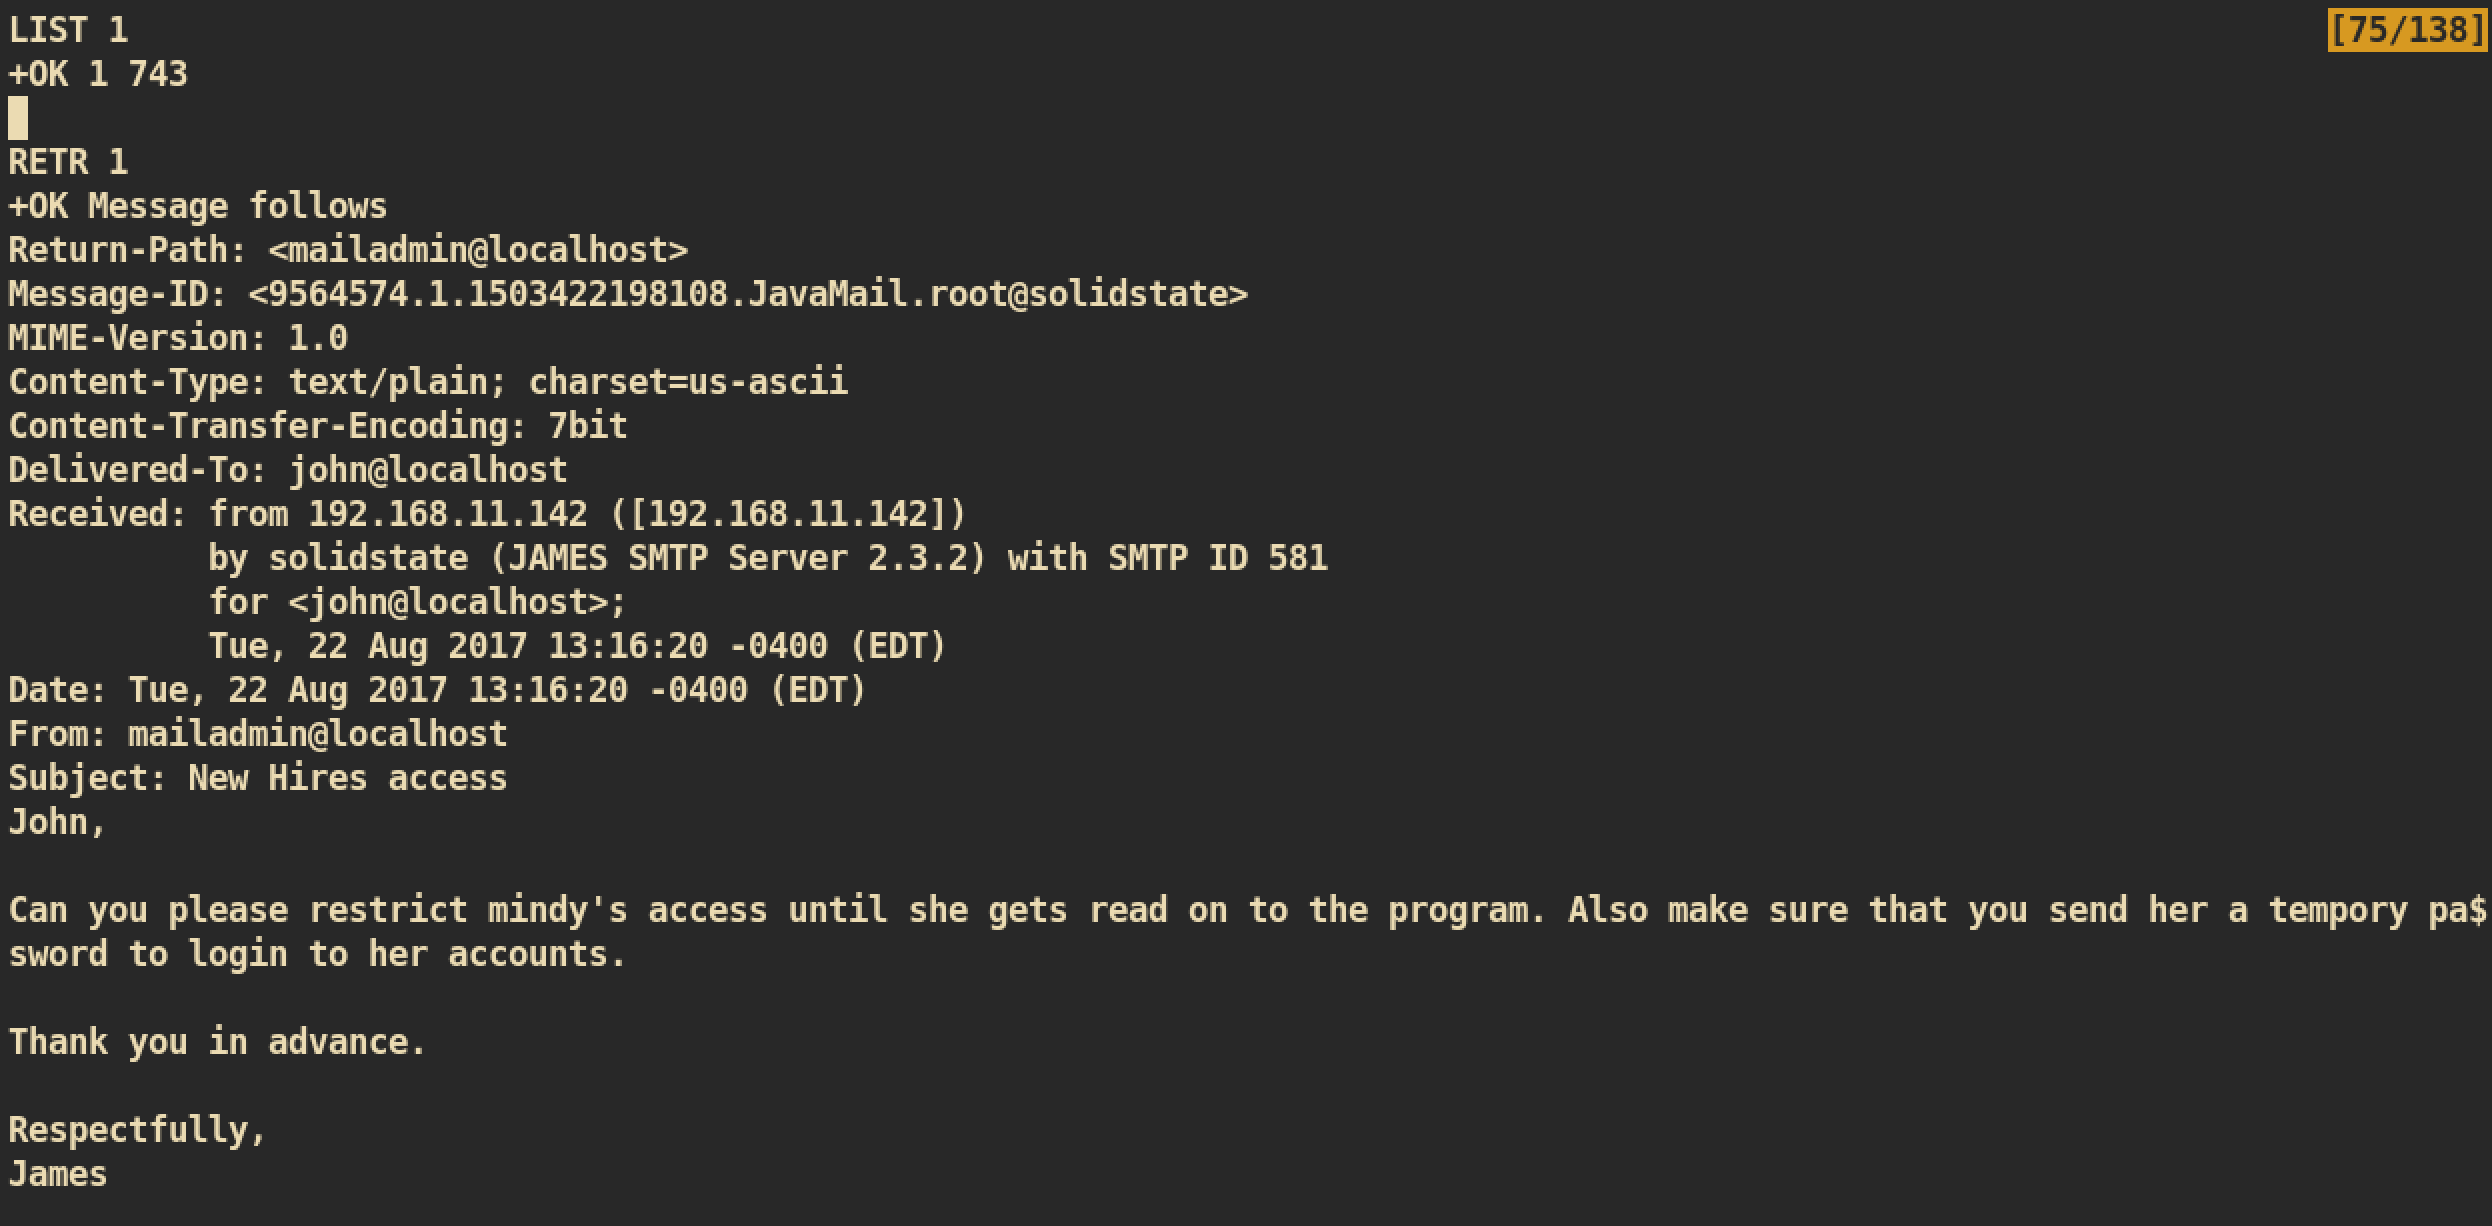 LIST 1
[75/138]
+OK 1 743
RETR 1
+OK Message follows
Return-Path: <mailadmin@localhost>
Message-ID: <9564574.1.1503422198108.JavaMail.root@solidstate>
MIME-Version: 1.0
Content-Type: text/plain; charset=us-ascii
Content-Transfer-Encoding: 7bit
Delivered-To: john@localhost
Received: from 192.168.11.142 ([192.168.11.142])
          by solidstate (JAMES SMTP Server 2.3.2) with SMTP ID 581
          for <john@localhost>;
          Tue, 22 Aug 2017 13:16:20 -0400 (EDT)
Date: Tue, 22 Aug 2017 13:16:20 -0400 (EDT)
From: mailadmin@localhost
Subject: New Hires access
John,
Can you please restrict mindy's access until she gets read on to the program. Also make sure that you send her a tempory pa$
sword to login to her accounts.
Thank you in advance.
Respectfully,
James